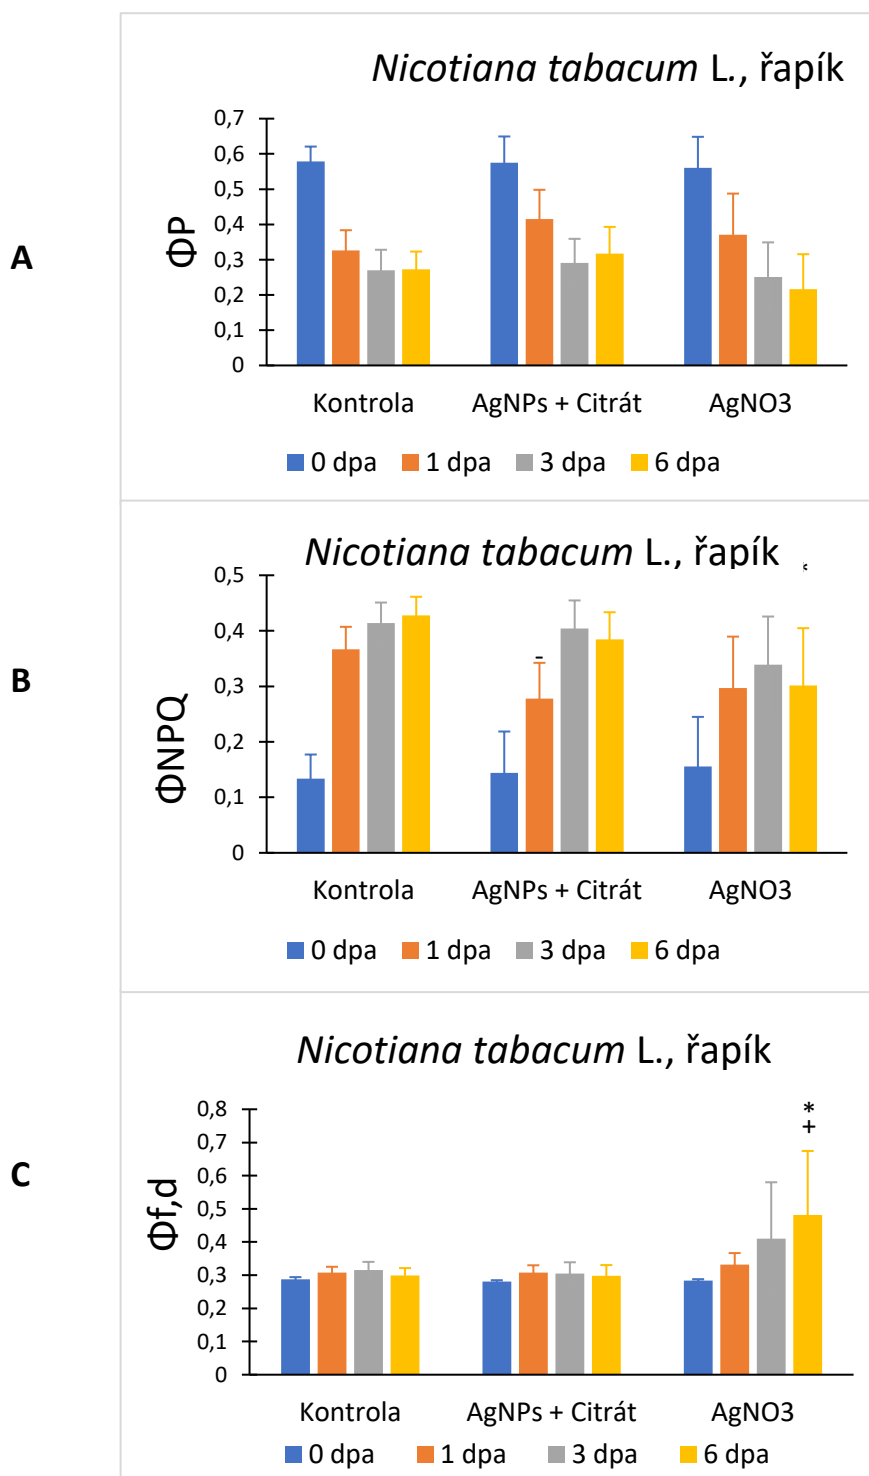 A
Nicotiana tabacum L., řapík
ΦP
0,7
0,6
0,5
0,4
0,3
0,2
0,1
0
Kontrola AgNPs + Citrát AgNO3
0 dpa 1 dpa 3 dpa 6 dpa
B
Nicotiana tabacum L., řapík
ΦNPQ
0,5
0,4
0,3
0,2
0,1
0
-
Kontrola AgNPs + Citrát AgNO3
0 dpa 1 dpa 3 dpa 6 dpa
C
Nicotiana tabacum L., řapík
Φf,d
0,8
0,7
0,6
0,5
0,4
0,3
0,2
0,1
0
*
+
Kontrola AgNPs + Citrát AgNO3
0 dpa 1 dpa 3 dpa 6 dpa